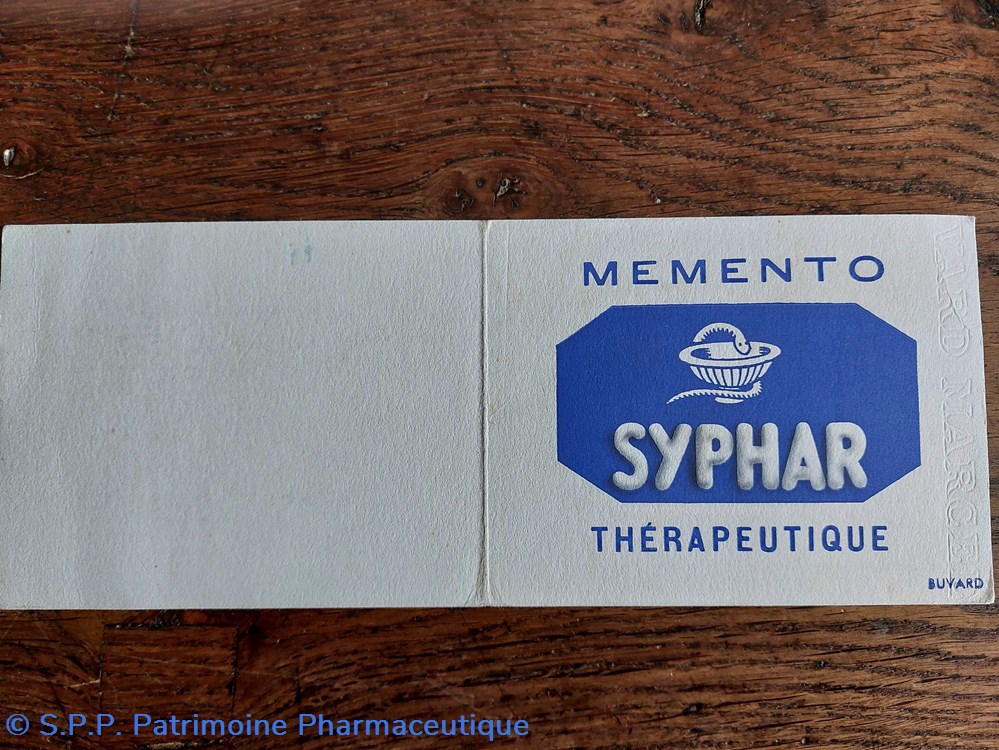 MEMENTO
SYPHAR
THÉRAPEUTIQUE
BUVARD
© S.P.P. Patrimoine Pharmaceutique